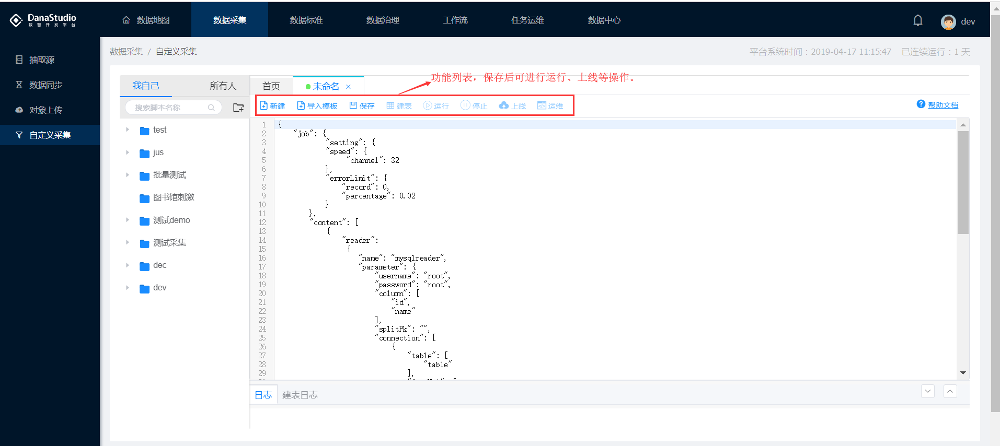 DanaStudio
数智开发平台
数据地图
数据采集
数据标准
数据治理
工作流
任务运维
数据中心
dev
抽取源
数据同步
对象上传
自定义采集
数据采集 / 自定义采集
平台系统时间：2019-04-17 11:15:47 已连续运行：1 天
功能列表，保存后可进行运行、上线等操作。
我自己
所有人
搜索脚本名称
test
jus
批量测试
图书馆刺激
测试demo
测试采集
dec
dev
首页
未命名 ×
新建
导入模板
保存
建表
运行
停止
上线
运维
帮助文档
1 {
2 "job": {
3 "setting": {
4 "speed": {
5 "channel": 32
6 },
7 "errorLimit": {
8 "record": 0,
9 "percentage": 0.02
10 }
11 },
12 "content": [
13 {
14 "reader":
15 {
16 "name": "mysqlreader",
17 "parameter": {
18 "username": "root",
19 "password": "root",
20 "column": [
21 "id",
22 "name"
23 ],
24 "splitPk": "",
25 "connection": [
26 {
27 "table": [
28 "table"
29 ],
日志
建表日志